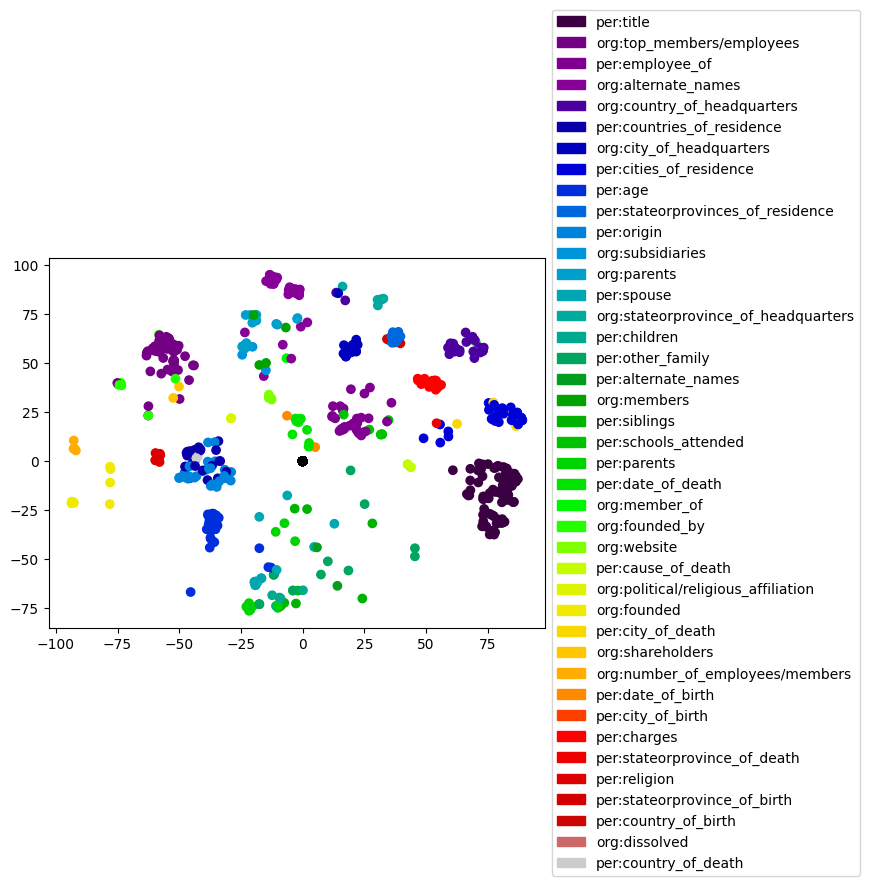 per:title
org:top_members/employees
per:employee_of
org:alternate_names
org:country_of_headquarters
per:countries_of_residence
org:city_of_headquarters
per:cities_of_residence
per:age
per:stateorprovinces_of_residence
per:origin
org:subsidiaries
org:parents
per:spouse
org:stateorprovince_of_headquarters
per:children
per:other_family
per:alternate_names
org:members
per:siblings
per:schools_attended
per:parents
per:date_of_death
org:member_of
org:founded_by
org:website
per:cause_of_death
org:political/religious_affiliation
org:founded
per:city_of_death
org:shareholders
org:number_of_employees/members
per:date_of_birth
per:city_of_birth
per:charges
per:stateorprovince_of_death
per:religion
per:stateorprovince_of_birth
per:country_of_birth
org:dissolved
per:country_of_death
100
75
50
25
0
−25
−50
−75
−100 −75 −50 −25 0 25 50 75